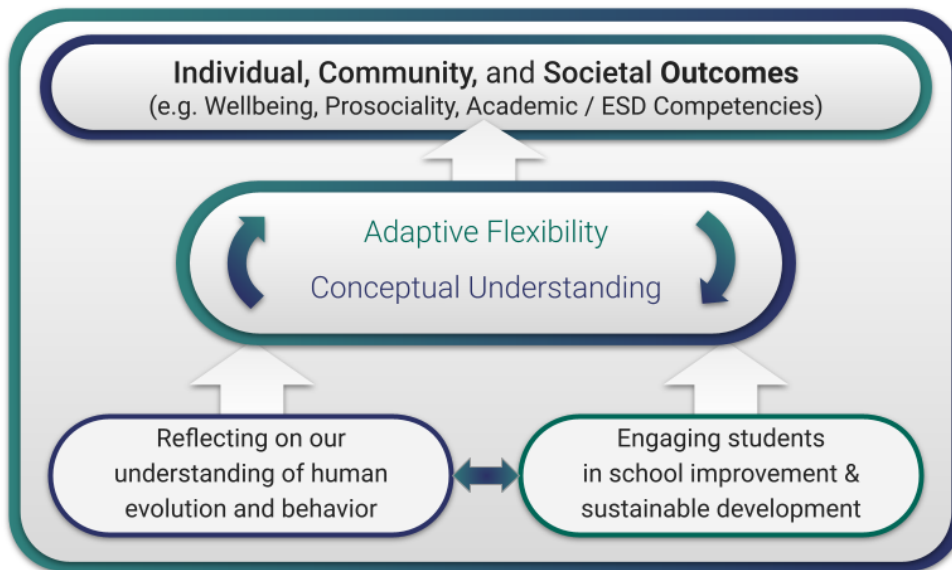 Individual, Community, and Societal Outcomes
(e.g. Wellbeing, Prosociality, Academic / ESD Competencies)
Adaptive Flexibility
Conceptual Understanding
Reflecting on our
understanding of human
evolution and behavior
Engaging students
in school improvement &
sustainable development